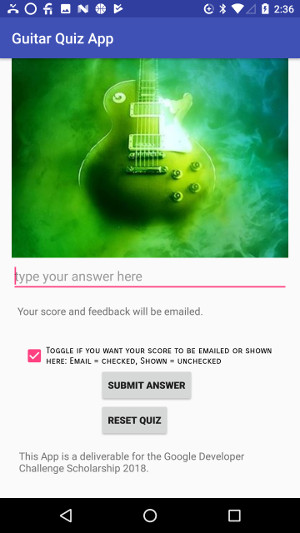 2:36
Guitar Quiz App
type your answer here
Your score and feedback will be emailed.
Toggle if you want your score to be emailed or shown
here: Email = checked, Shown = unchecked
SUBMIT ANSWER
RESET QUIZ
This App is a deliverable for the Google Developer
Challenge Scholarship 2018.